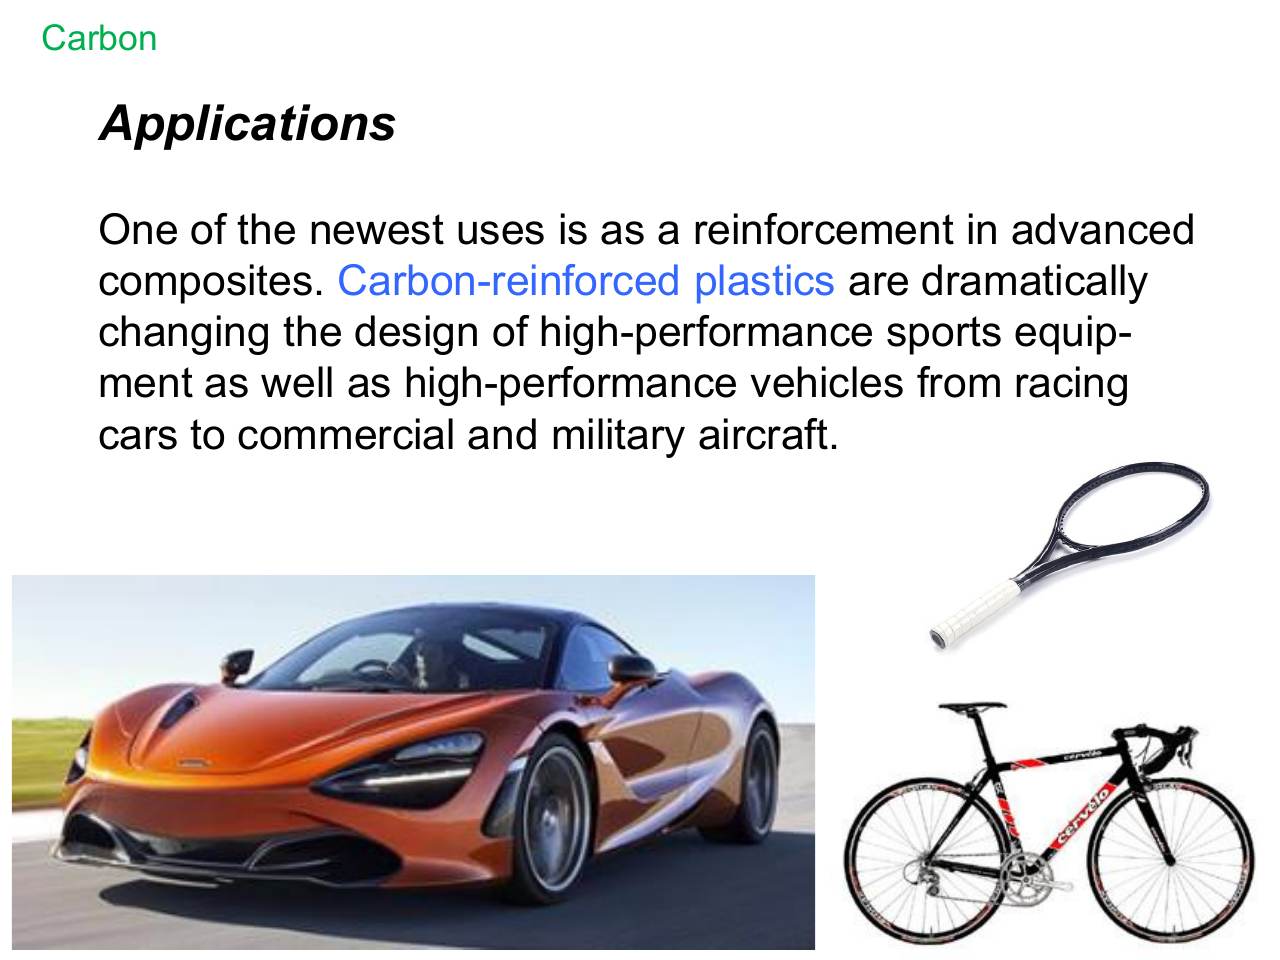 Carbon
Applications
One of the newest uses is as a reinforcement in advanced
composites. Carbon-reinforced plastics are dramatically
changing the design of high-performance sports equip-
ment as well as high-performance vehicles from racing
cars to commercial and military aircraft.
cervélo
cervélo